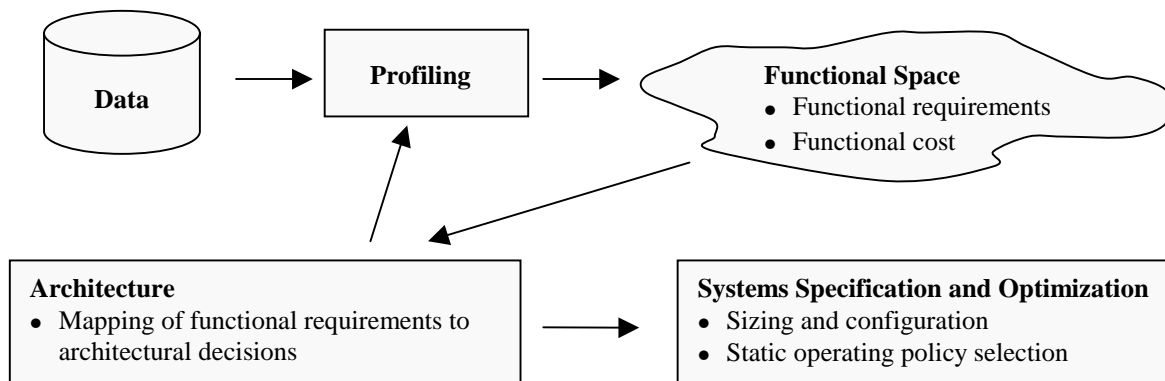 Data
Profiling
Functional Space
● Functional requirements
● Functional cost
Architecture
● Mapping of functional requirements to
architectural decisions
Systems Specification and Optimization
● Sizing and configuration
● Static operating policy selection